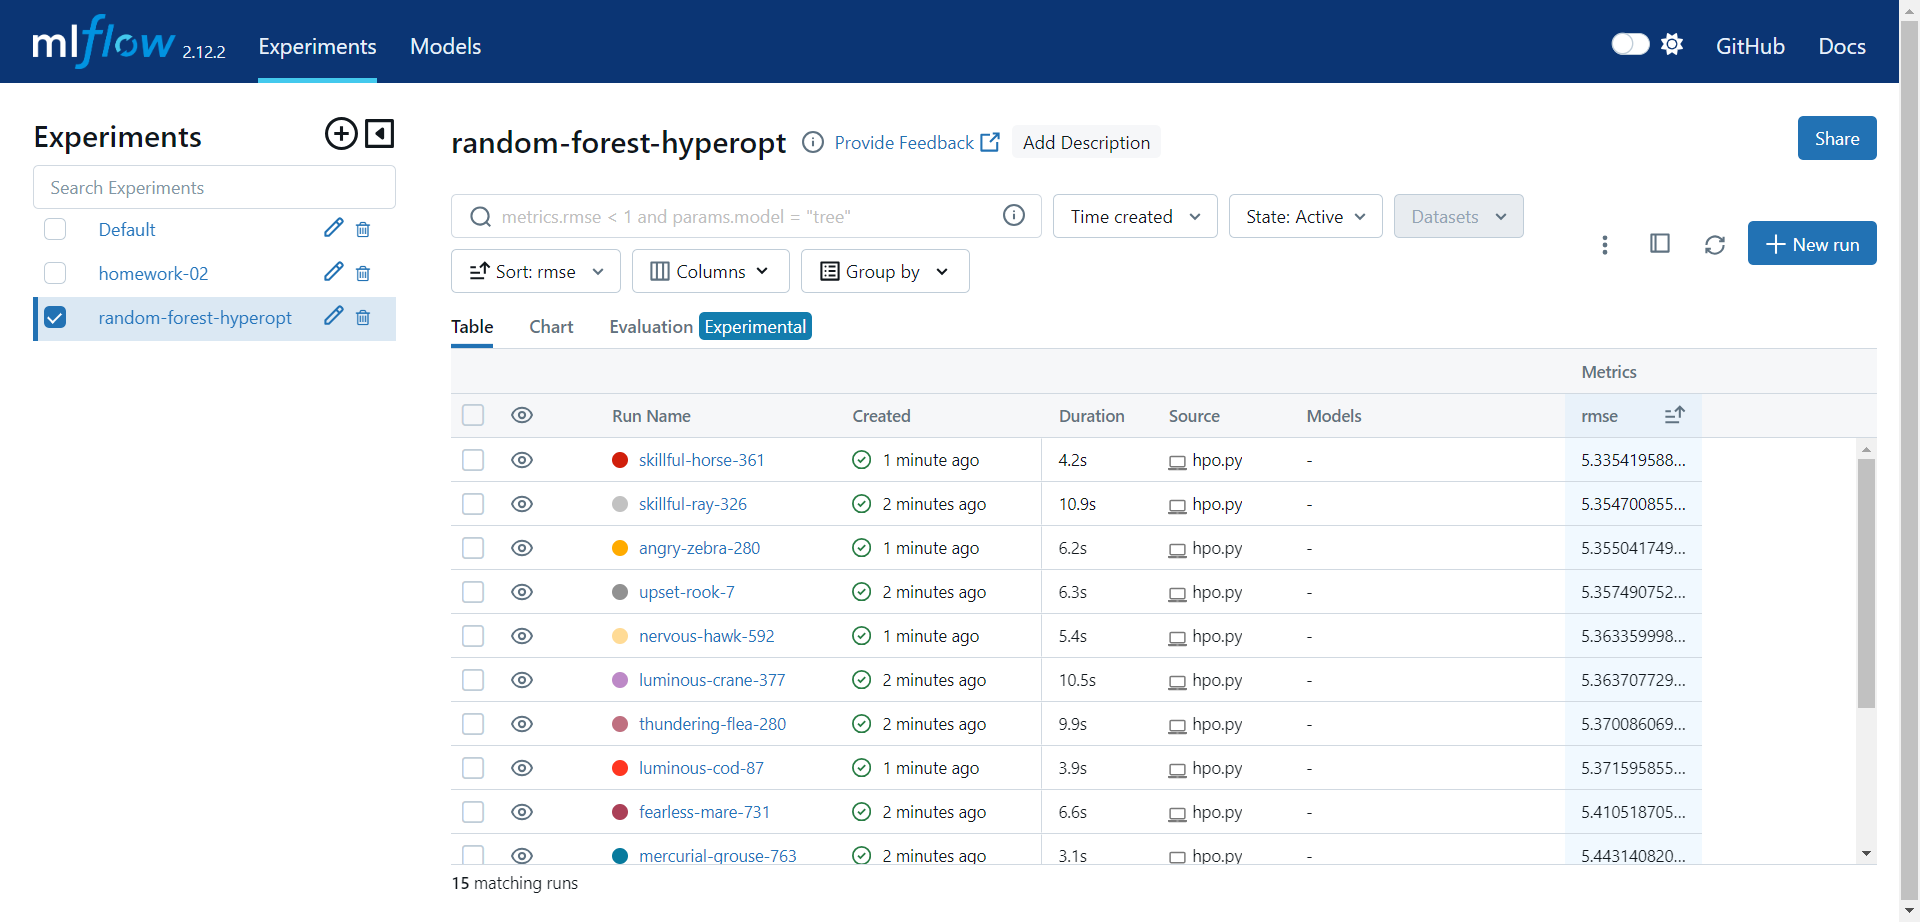 mlflow 2.12.2 Experiments Models GitHub Docs
Experiments
Search Experiments
Default
homework-02
random-forest-hyperopt
random-forest-hyperopt Provide Feedback Add Description Share
metrics.rmse < 1 and params.model = "tree" Time created State: Active Datasets
New run
Sort: rmse Columns Group by
Table Chart Evaluation Experimental
Metrics
Run Name Created Duration Source Models rmse
skillful-horse-361 1 minute ago 4.2s hpo.py - 5.335419588...
skillful-ray-326 2 minutes ago 10.9s hpo.py - 5.354700855...
angry-zebra-280 1 minute ago 6.2s hpo.py - 5.355041749...
upset-rook-7 2 minutes ago 6.3s hpo.py - 5.357490752...
nervous-hawk-592 1 minute ago 5.4s hpo.py - 5.363359998...
luminous-crane-377 2 minutes ago 10.5s hpo.py - 5.363707729...
thundering-flea-280 2 minutes ago 9.9s hpo.py - 5.370086069...
luminous-cod-87 1 minute ago 3.9s hpo.py - 5.371595855...
fearless-mare-731 2 minutes ago 6.6s hpo.py - 5.410518705...
mercurial-grouse-763 2 minutes ago 3.1s hpo.py - 5.443140820...
15 matching runs